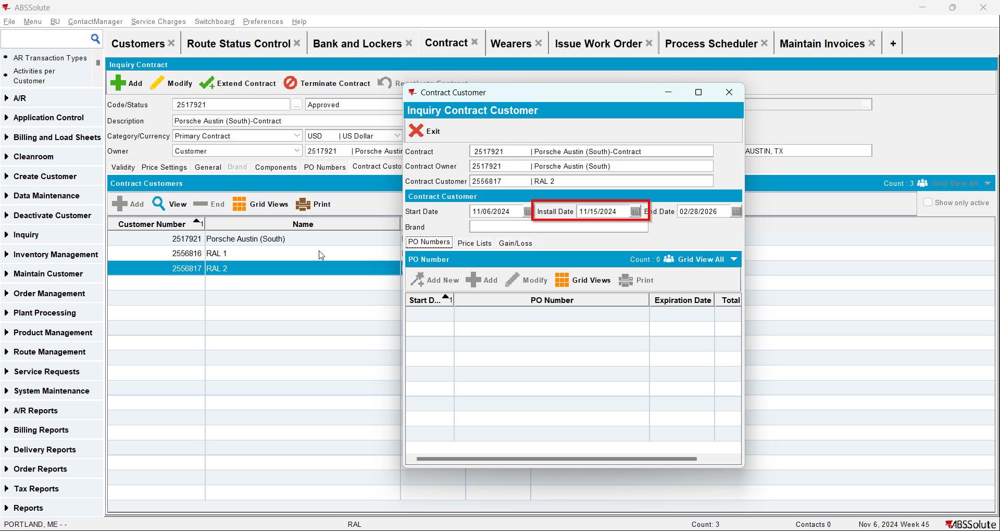 ABSSolute
File Menu BU ContactManager Service Charges Switchboard Preferences Help
Customers Route Status Control Bank and Lockers Contract Wearers Issue Work Order Process Scheduler Maintain Invoices +
AR Transaction Types
Activities per
Customer
A/R
Application Control
Billing and Load Sheets
Cleanroom
Create Customer
Data Maintenance
Deactivate Customer
Inquiry
Inventory Management
Maintain Customer
Order Management
Plant Processing
Product Management
Route Management
Service Requests
System Maintenance
A/R Reports
Billing Reports
Delivery Reports
Order Reports
Tax Reports
Reports
Inquiry Contract
Add Modify Extend Contract Terminate Contract
Code/Status 2517921 ... Approved ...
Description Porsche Austin (South)-Contract
Category/Currency Primary Contract USD | US Dollar
Owner Customer 2517921 | Porsche Austin AUSTIN, TX
Validity Price Settings General Brand Components PO Numbers Contract Custo
Contract Customers Count : 3 Grid View All
Add View End Grid Views Print Show only active
Customer Number 1 Name
2517921 Porsche Austin (South)
2556816 RAL 1
2556817 RAL 2
Contract Customer
Inquiry Contract Customer
Exit
Contract 2517921 | Porsche Austin (South)-Contract
Contract Owner 2517921 | Porsche Austin (South)
Contract Customer 2556817 | RAL 2
Contract Customer
Start Date 11/06/2024 Install Date 11/15/2024 End Date 02/28/2026
Brand
PO Numbers Price Lists Gain/Loss
PO Number Count : 0 Grid View All
Add New Add Modify Grid Views Print
Start D... 1 PO Number Expiration Date Total
PORTLAND, ME - - RAL Count: 3 Contacts 0 Nov 6, 2024 Week 45 ABSSolute